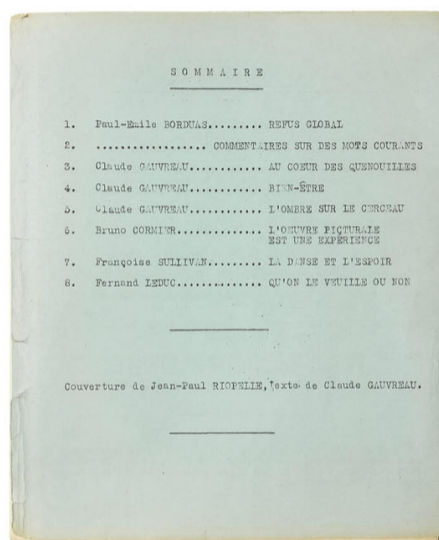 S O M M A I R E
1. Paul-Emile BORDUAS......... REFUS GLOBAL
2. .................. COMMENTAIRES SUR DES MOTS COURANTS
3. Claude GAUVREAU............ AU COEUR DES QUENOUILLES
4. Claude GAUVREAU............ BIEN-ÊTRE
5. Claude GAUVREAU............ L'OMBRE SUR LE CERCEAU
6. Bruno CORMIER.............. L'OEUVRE PICTURALE
EST UNE EXPERIENCE
7. Françoise SULLIVAN......... LA DANSE ET L'ESPOIR
8. Fernand LEDUC.............. QU'ON LE VEUILLE OU NON
Couverture de Jean-Paul RIOPELLE, Texte de Claude GAUVREAU.